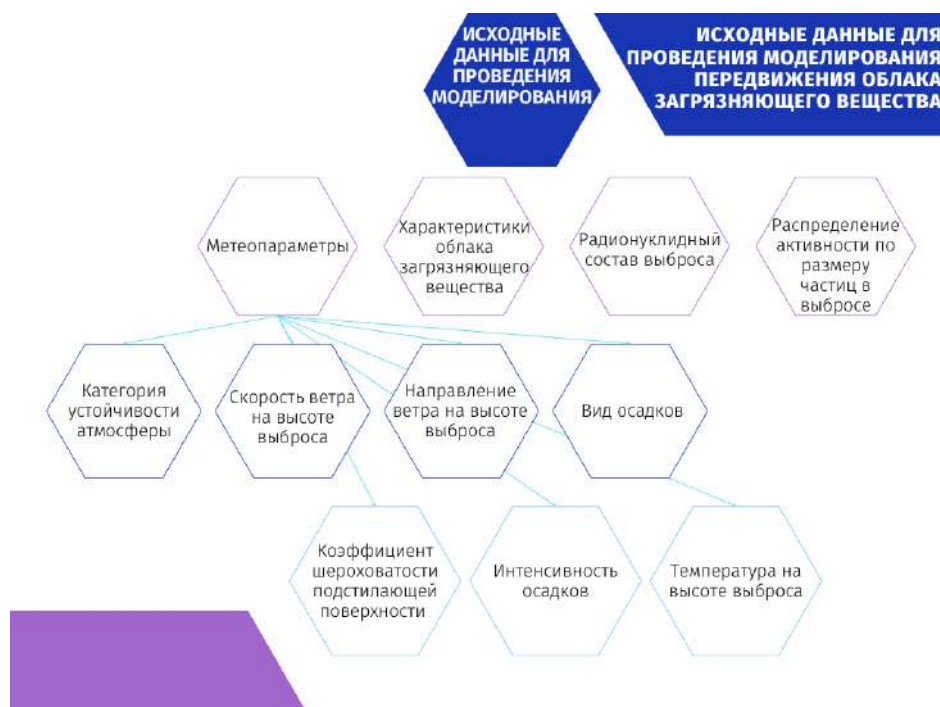 ИСХОДНЫЕ
ДАННЫЕ ДЛЯ
ПРОВЕДЕНИЯ
МОДЕЛИРОВАНИЯ
ИСХОДНЫЕ ДАННЫЕ ДЛЯ
ПРОВЕДЕНИЯ МОДЕЛИРОВАНИЯ
ПЕРЕДВИЖЕНИЯ ОБЛАКА
ЗАГРЯЗНЯЮЩЕГО ВЕЩЕСТВА
Метеопараметры
Характеристики
облака
загрязняющего
вещества
Радионуклидный
состав выброса
Распределение
активности по
размеру
частиц в
выбросе
Категория
устойчивости
атмосферы
Скорость ветра
на высоте
выброса
Направление
ветра на высоте
выброса
Вид осадков
Коэффициент
шероховатости
подстилающей
поверхности
Интенсивность
осадков
Температура на
высоте выброса